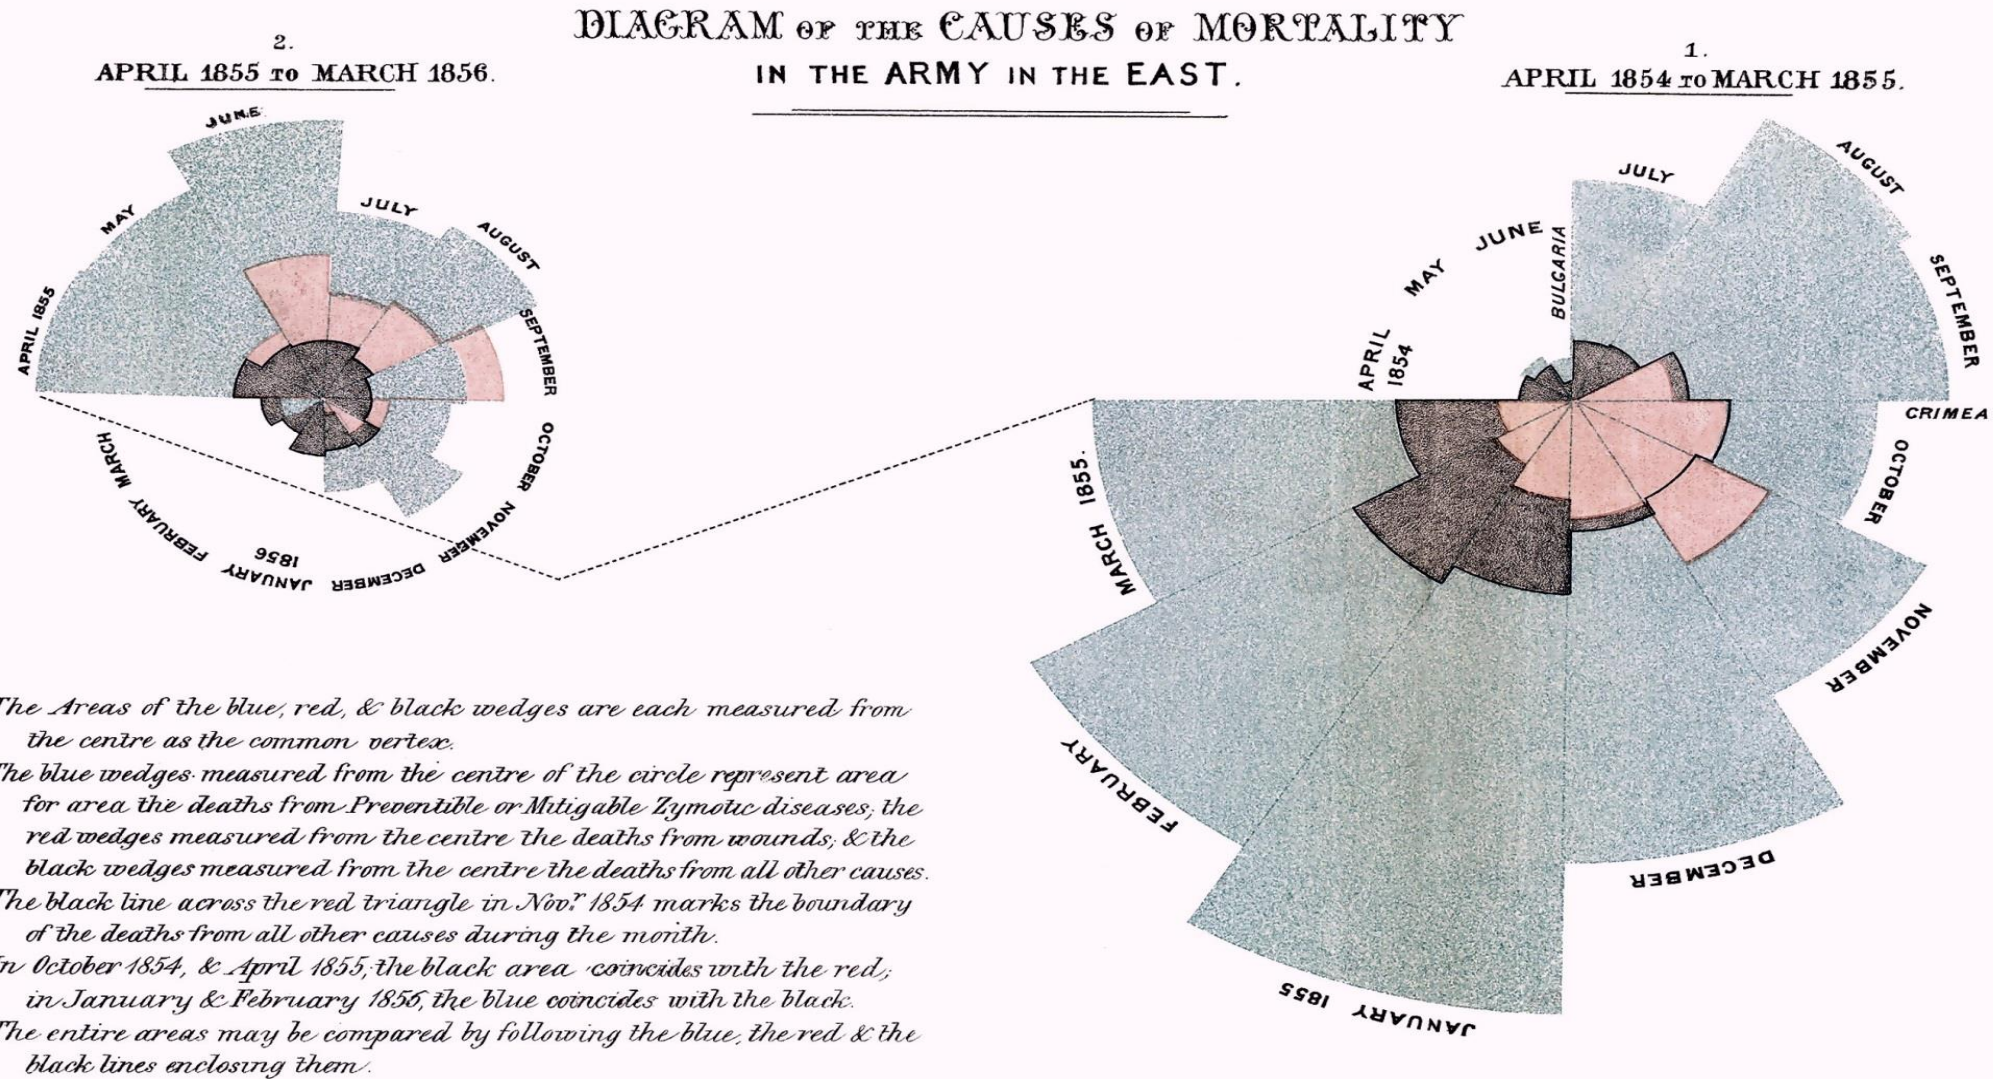 DIAGRAM OF THE CAUSES OF MORTALITY
IN THE ARMY IN THE EAST.
2.
APRIL 1855 TO MARCH 1856.
1.
APRIL 1854 TO MARCH 1855.
JUNE
MAY
APRIL 1855
JULY
AUGUST
SEPTEMBER
OCTOBER
NOVEMBER
DECEMBER
JANUARY
1856
FEBRUARY
MARCH
APRIL
1854
MAY
JUNE
BULGARIA
JULY
AUGUST
SEPTEMBER
CRIMEA
OCTOBER
NOVEMBER
DECEMBER
JANUARY 1855
FEBRUARY
MARCH 1855.
The Areas of the blue, red, & black wedges are each measured from
the centre as the common vertex.
The blue wedges measured from the centre of the circle represent area
for area the deaths from Preventible or Mitigable Zymotic diseases; the
red wedges measured from the centre the deaths from wounds; & the
black wedges measured from the centre the deaths from all other causes.
The black line across the red triangle in Novr. 1854 marks the boundary
of the deaths from all other causes during the month.
In October 1854, & April 1855, the black area coincides with the red;
in January & February 1856, the blue coincides with the black.
The entire areas may be compared by following the blue, the red & the
black lines enclosing them.